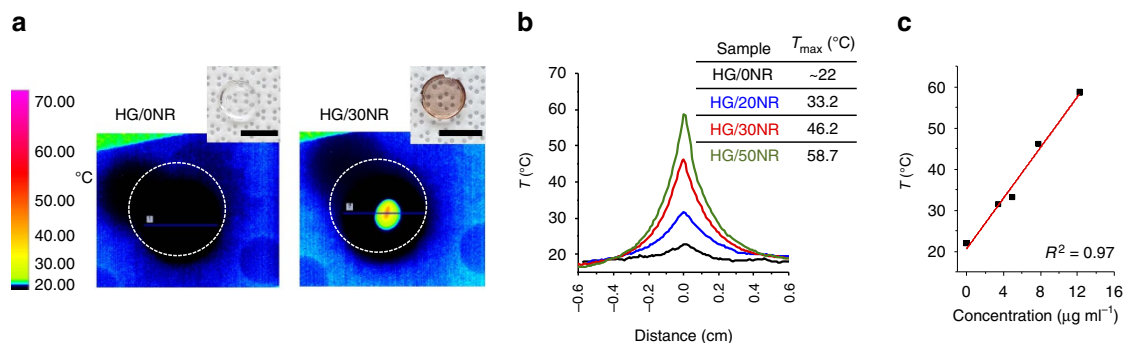 a
HG/0NR
HG/30NR
70.00
60.00
°C
50.00
40.00
30.00
20.00
b
Sample Tmax (°C)
HG/0NR ~22
HG/20NR 33.2
HG/30NR 46.2
HG/50NR 58.7
T (°C)
70
60
50
40
30
20
−0.6
−0.4
−0.2
0.0
0.2
0.4
0.6
Distance (cm)
c
T (°C)
70
60
50
40
30
20
R² = 0.97
0 4 8 12 16
Concentration (μg ml⁻¹)